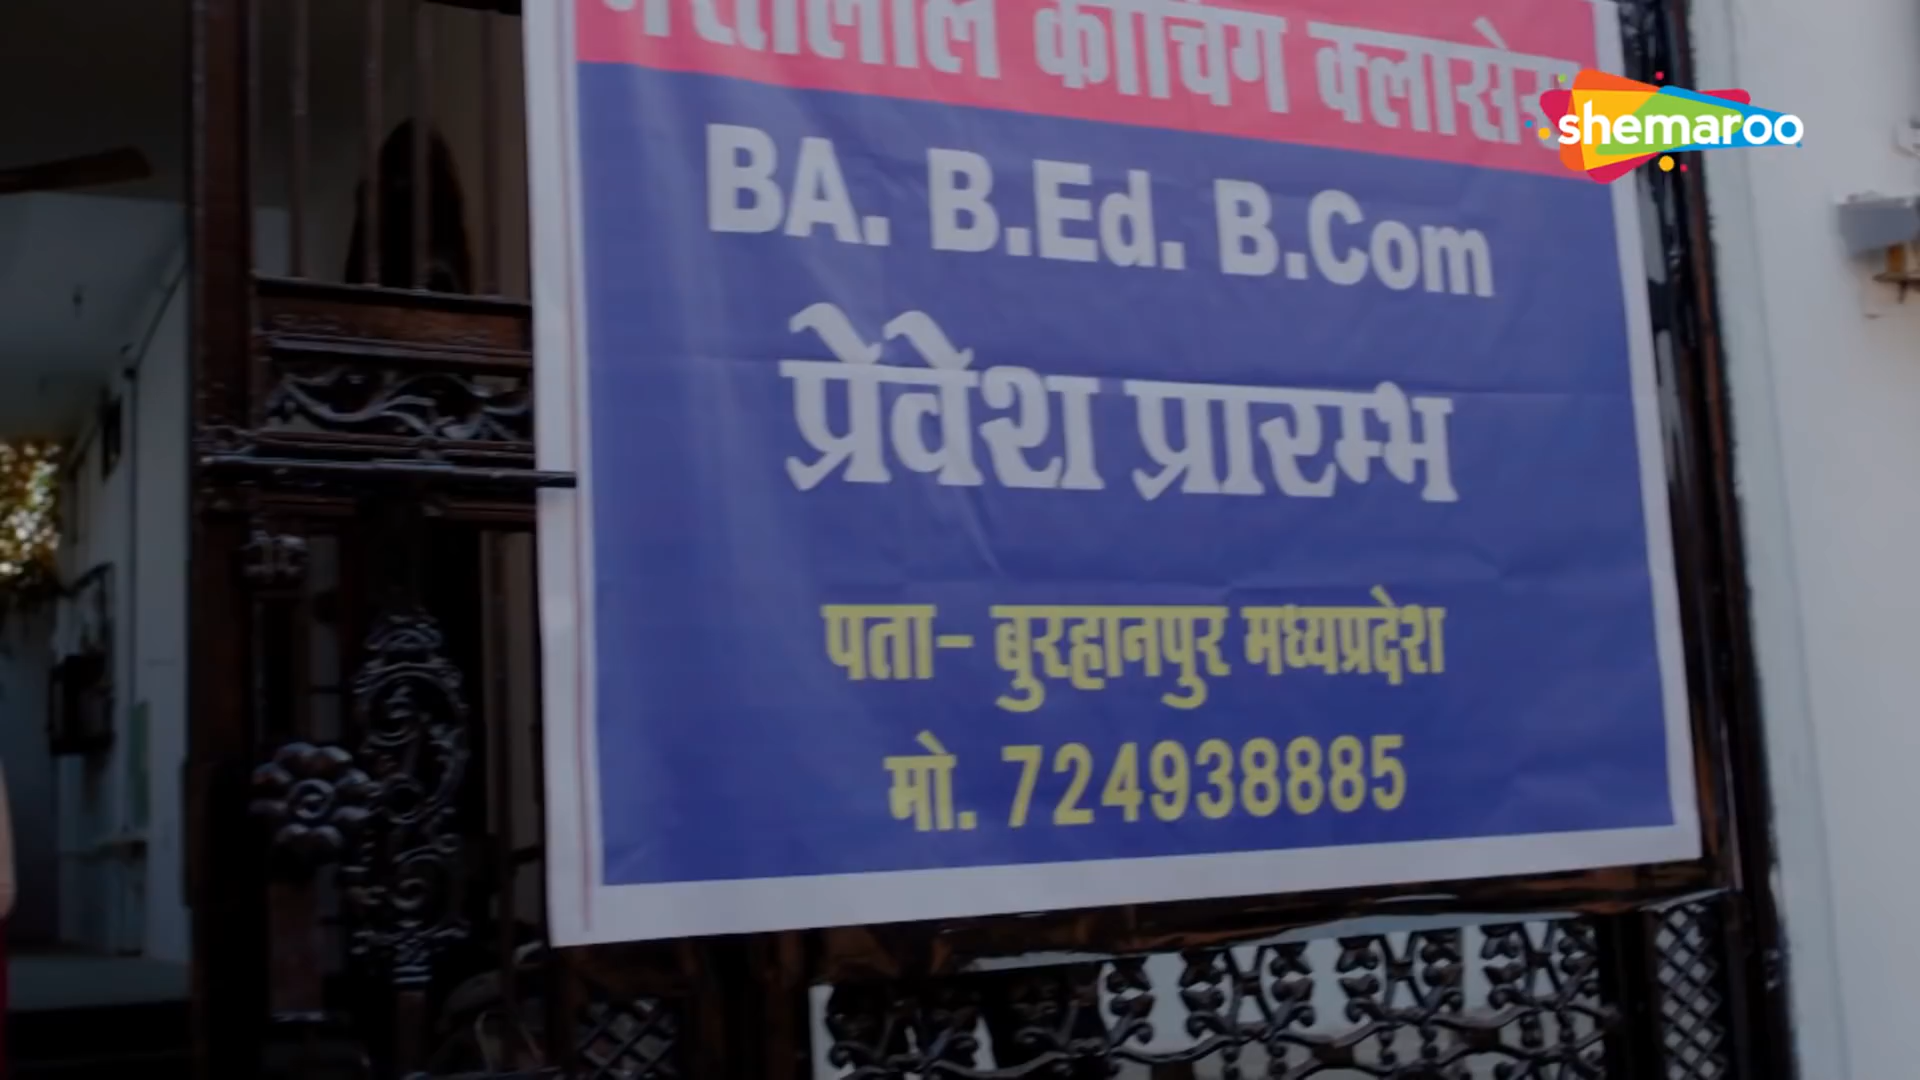 कोचिंग क्लासेस
shemaroo
BA. B.Ed. B.Com
प्रेवेश प्रारम्भ
पता- बुरहानपुर मध्यप्रदेश
मो. 724938885